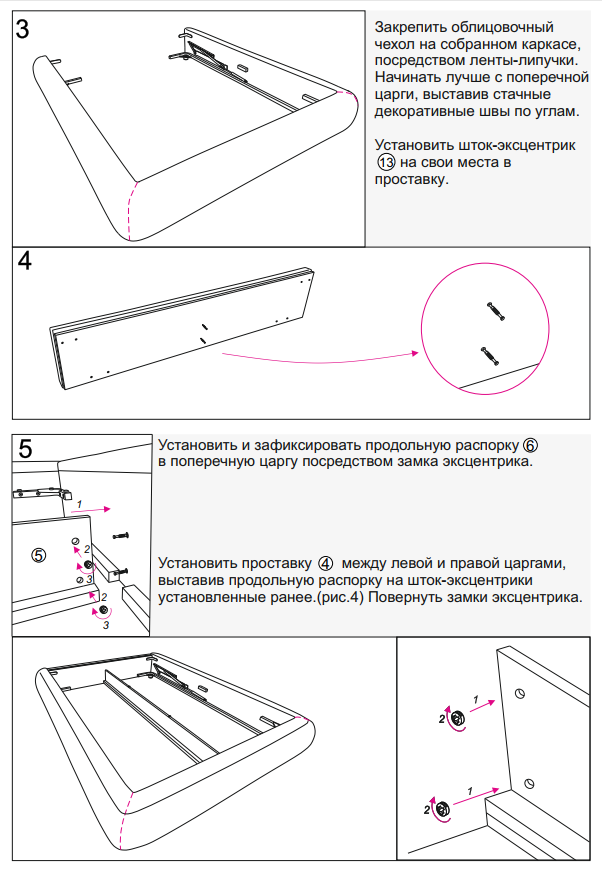 3
Закрепить облицовочный
чехол на собранном каркасе,
посредством ленты-липучки.
Начинать лучше с поперечной
царги, выставив стачные
декоративные швы по углам.
Установить шток-эксцентрик
13 на свои места в
проставку.
4
5
Установить и зафиксировать продольную распорку 6
в поперечную царгу посредством замка эксцентрика.
1
5
2
3
2
3
Установить проставку 4 между левой и правой царгами,
выставив продольную распорку на шток-эксцентрики
установленные ранее.(рис.4) Повернуть замки эксцентрика.
1
2
1
2